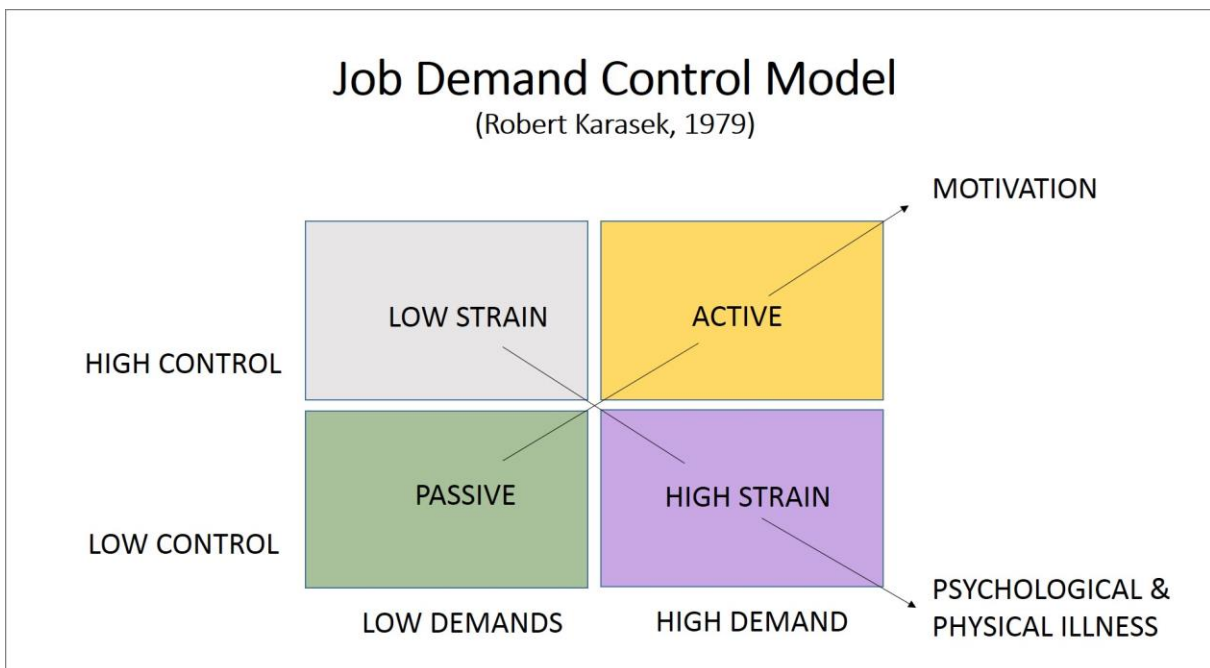 Job Demand Control Model
(Robert Karasek, 1979)
MOTIVATION
LOW STRAIN
ACTIVE
HIGH CONTROL
PASSIVE
HIGH STRAIN
LOW CONTROL
LOW DEMANDS
HIGH DEMAND
PSYCHOLOGICAL &
PHYSICAL ILLNESS